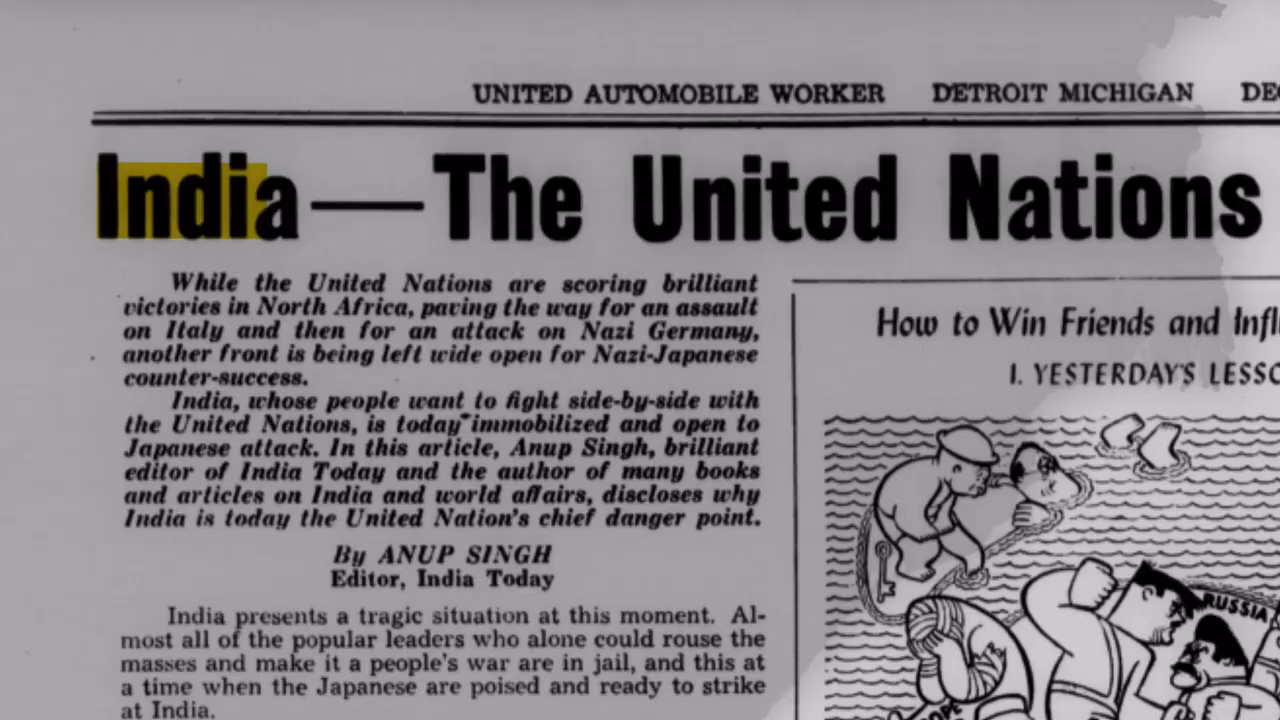 UNITED AUTOMOBILE WORKER DETROIT MICHIGAN
India—The United Nations
While the United Nations are scoring brilliant
victories in North Africa, paving the way for an assault
on Italy and then for an attack on Nazi Germany,
another front is being left wide open for Nazi-Japanese
counter-success.
India, whose people want to fight side-by-side with
the United Nations, is today immobilized and open to
Japanese attack. In this article, Anup Singh, brilliant
editor of India Today and the author of many books
and articles on India and world affairs, discloses why
India is today the United Nation's chief danger point.
By ANUP SINGH
Editor, India Today
India presents a tragic situation at this moment. Al-
most all of the popular leaders who alone could rouse the
masses and make it a people's war are in jail, and this at
a time when the Japanese are poised and ready to strike
at India.
How to Win Friends and
I. YESTERDAY'S
RUSSIA